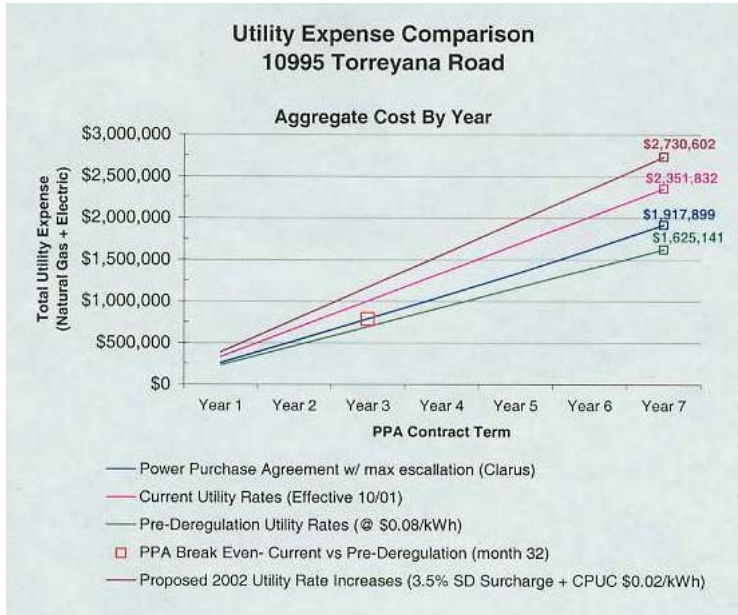 Utility Expense Comparison
10995 Torreyana Road
Aggregate Cost By Year
$3,000,000
$2,500,000
$2,000,000
$1,500,000
$1,000,000
$500,000
$0
Total Utility Expense
(Natural Gas + Electric)
$2,730,602
$2,351,832
$1,917,899
$1,625,141
Year 1
Year 2
Year 3
Year 4
Year 5
Year 6
Year 7
PPA Contract Term
Power Purchase Agreement w/ max escallation (Clarus)
Current Utility Rates (Effective 10/01)
Pre-Deregulation Utility Rates (@ $0.08/kWh)
PPA Break Even- Current vs Pre-Deregulation (month 32)
Proposed 2002 Utility Rate Increases (3.5% SD Surcharge + CPUC $0.02/kWh)